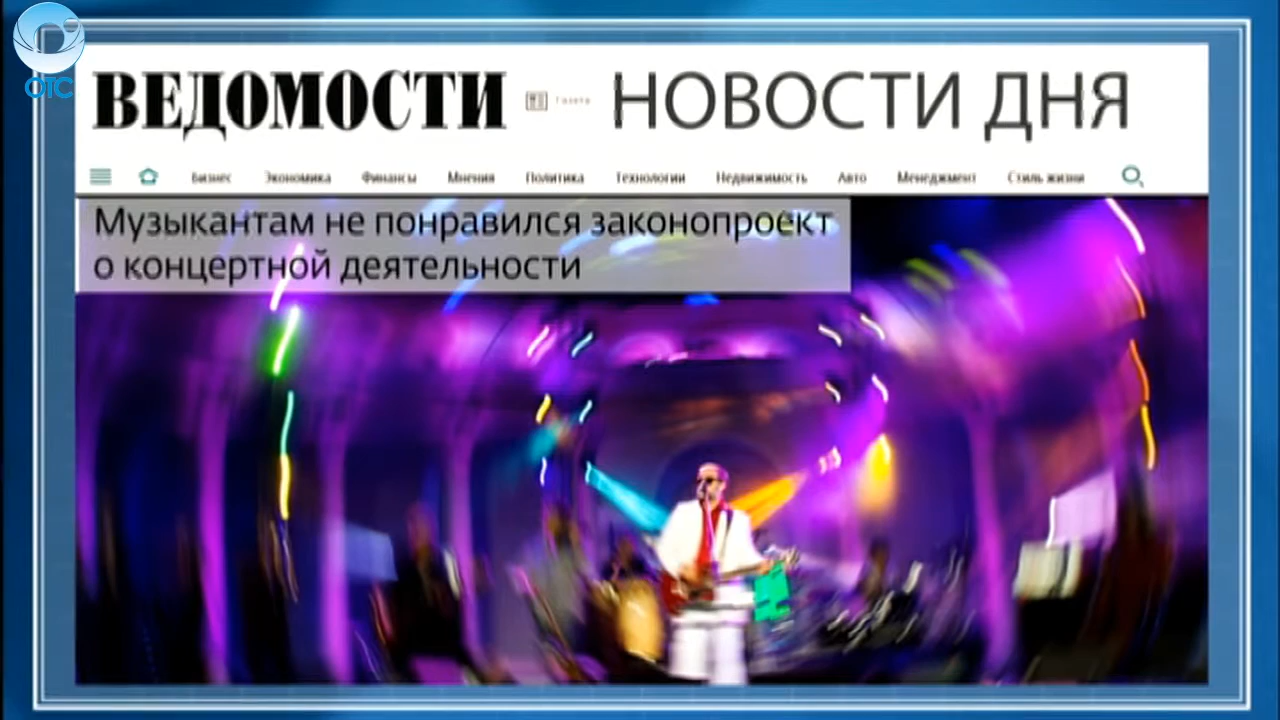 ОТС
ВЕДОМОСТИ Газета НОВОСТИ ДНЯ
Бизнес Экономика Финансы Мнения Политика Технологии Недвижимость Авто Менеджмент Стиль жизни
Музыкантам не понравился законопроект
о концертной деятельности